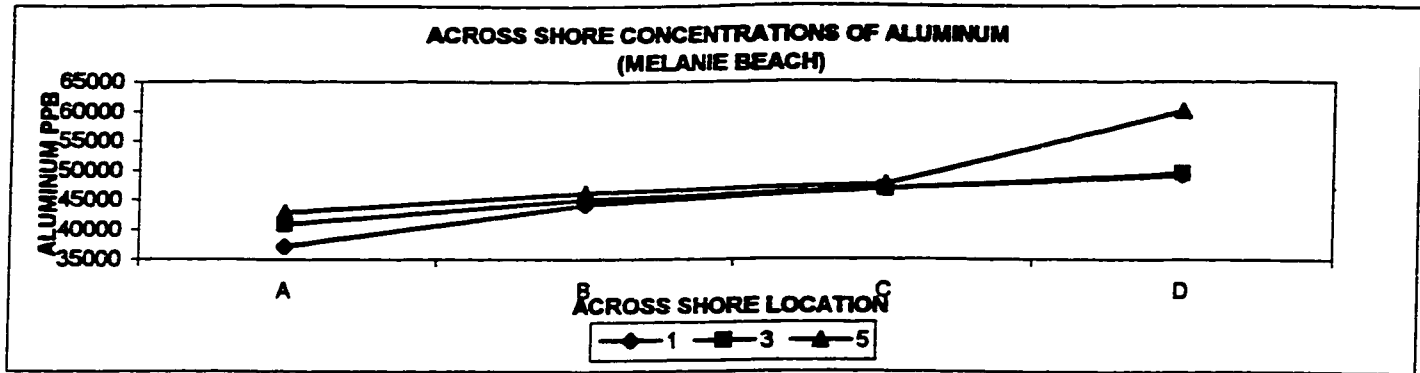 ACROSS SHORE CONCENTRATIONS OF ALUMINUM
(MELANIE BEACH)
ALUMINUM PPB
65000
60000
55000
50000
45000
40000
35000
A B C D
ACROSS SHORE LOCATION
1 3 5